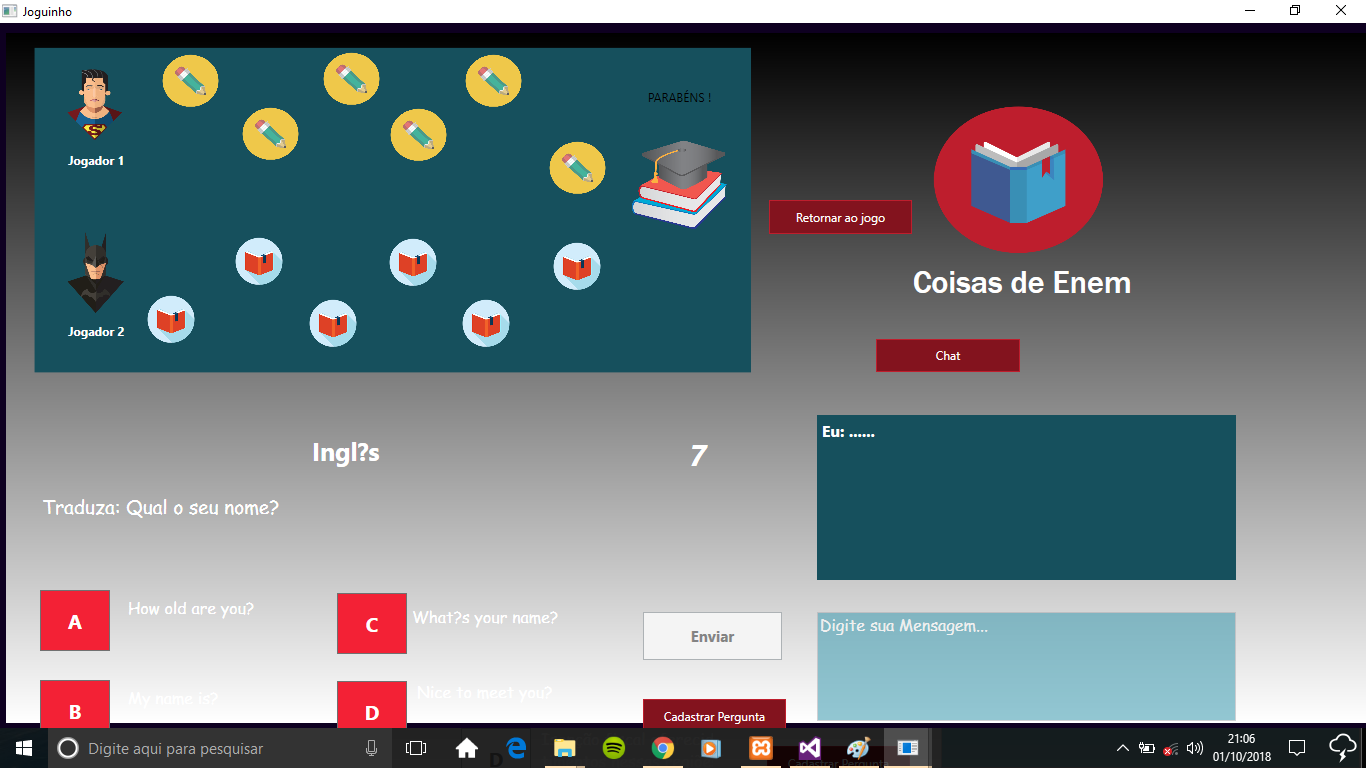 Joguinho
PARABÉNS !
Jogador 1
Retornar ao jogo
Coisas de Enem
Jogador 2
Chat
Ingl?s
7
Eu: ......
Traduza: Qual o seu nome?
A
How old are you?
C
What?s your name?
Enviar
Digite sua Mensagem...
B
My name is?
D
Nice to meet you?
Cadastrar Pergunta
Digite aqui para pesquisar
D
Cadastrar Pergunta
21:06
01/10/2018